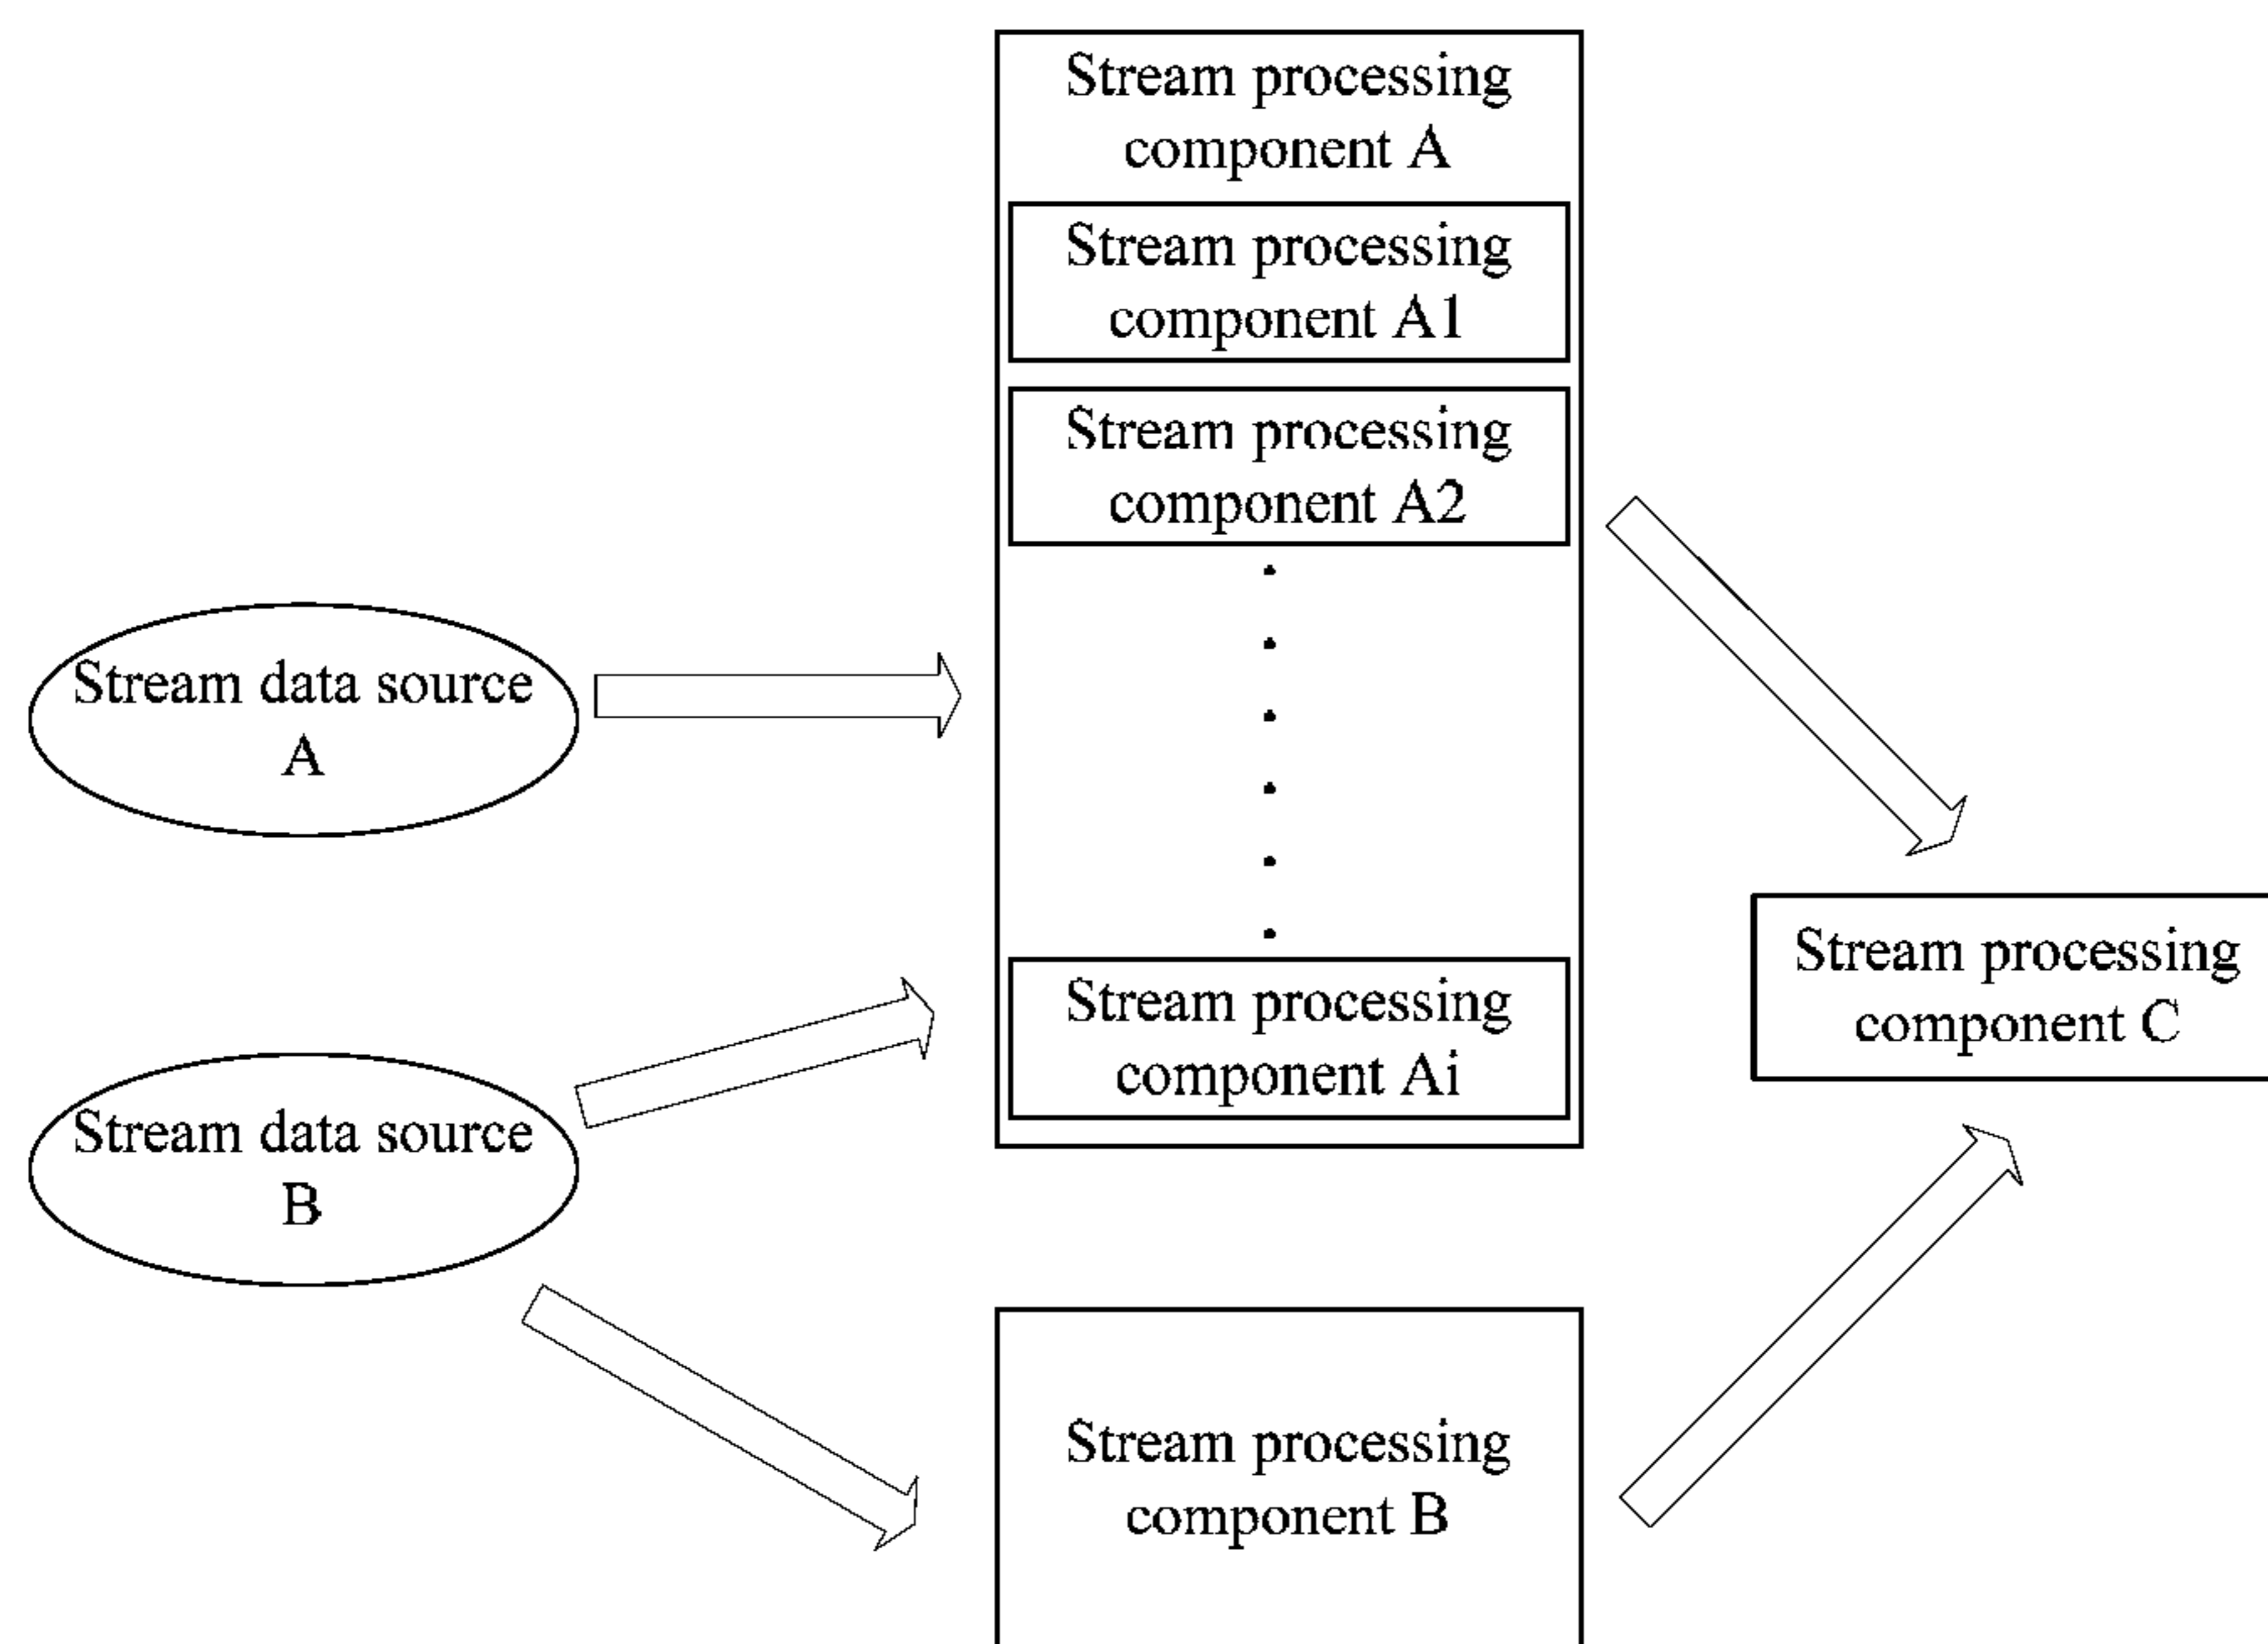 Stream processing
component A
Stream processing
component A1
Stream processing
component A2
Stream data source
A
Stream processing
component Ai
Stream processing
component C
Stream data source
B
Stream processing
component B